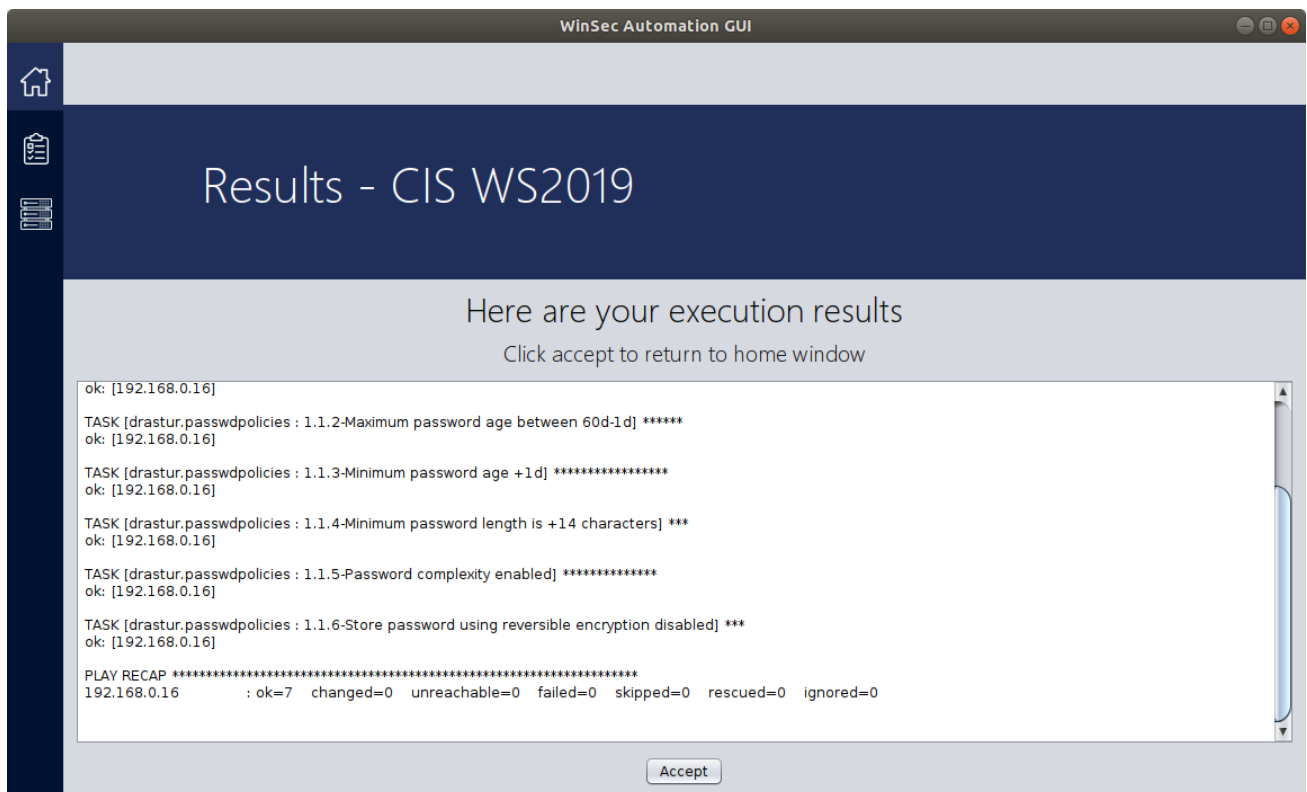 WinSec Automation GUI
Results - CIS WS2019
Here are your execution results
Click accept to return to home window
ok: [192.168.0.16]
TASK [drastur.passwdpolicies : 1.1.2-Maximum password age between 60d-1d] ******
ok: [192.168.0.16]
TASK [drastur.passwdpolicies : 1.1.3-Minimum password age +1d] *****************
ok: [192.168.0.16]
TASK [drastur.passwdpolicies : 1.1.4-Minimum password length is +14 characters] ***
ok: [192.168.0.16]
TASK [drastur.passwdpolicies : 1.1.5-Password complexity enabled] **************
ok: [192.168.0.16]
TASK [drastur.passwdpolicies : 1.1.6-Store password using reversible encryption disabled] ***
ok: [192.168.0.16]
PLAY RECAP *********************************************************************
192.168.0.16 : ok=7 changed=0 unreachable=0 failed=0 skipped=0 rescued=0 ignored=0
Accept